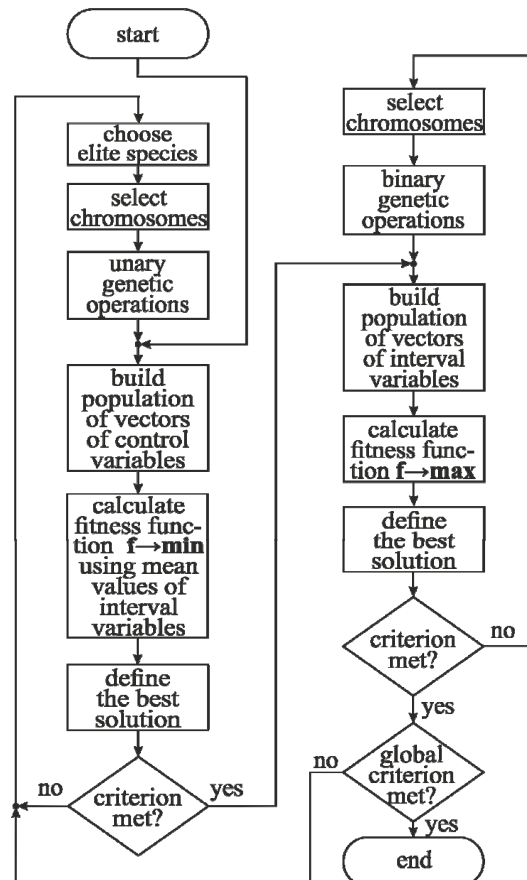 start
choose
elite species
select
chromosomes
unary
genetic
operations
build
population
of vectors
of control
variables
calculate
fitness func-
tion f→min
using mean
values of
interval
variables
define
the best
solution
no
criterion
met?
yes
select
chromosomes
binary
genetic
operations
build
population
of vectors
of interval
variables
calculate
fitness func-
tion f→max
define
the best
solution
criterion
met?
no
yes
no
global
criterion
met?
yes
end